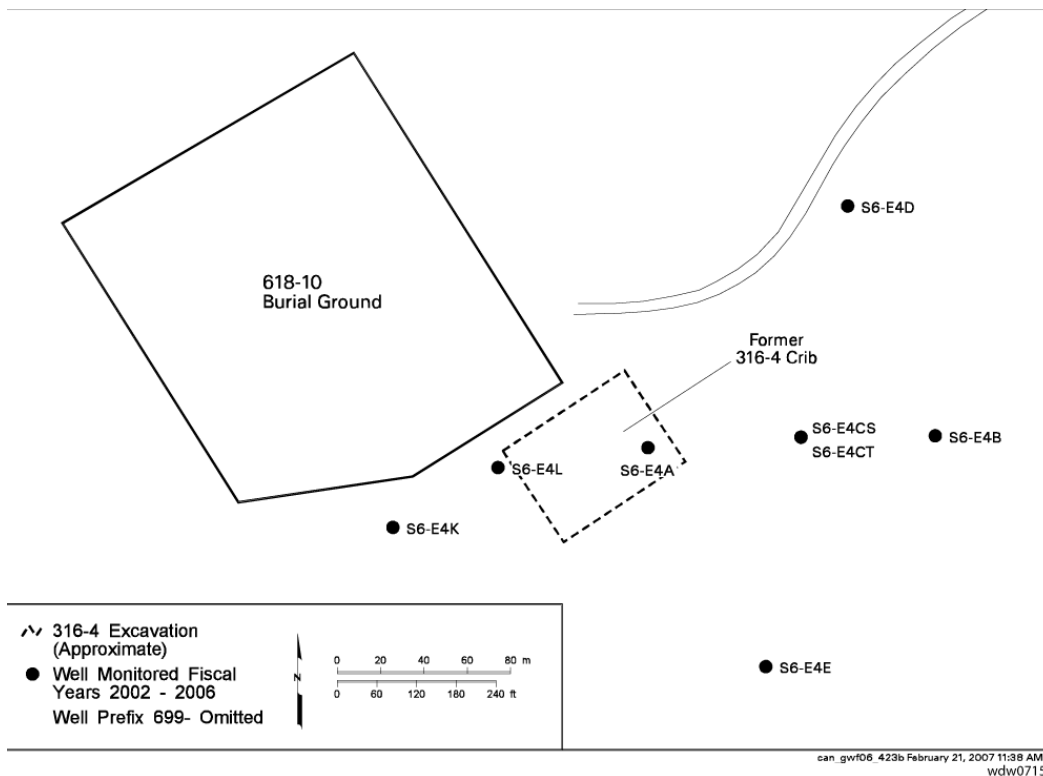 S6-E4D
618-10
Burial Ground
Former
316-4 Crib
S6-E4CS
S6-E4CT
S6-E4B
S6-E4A
S6-E4L
S6-E4K
S6-E4E
316-4 Excavation
(Approximate)
Well Monitored Fiscal
Years 2002 - 2006
Well Prefix 699- Omitted
N
0 20 40 60 80 m
0 60 120 180 240 ft
can_gwf06_423b February 21, 2007 11:38 AM
wdw0715